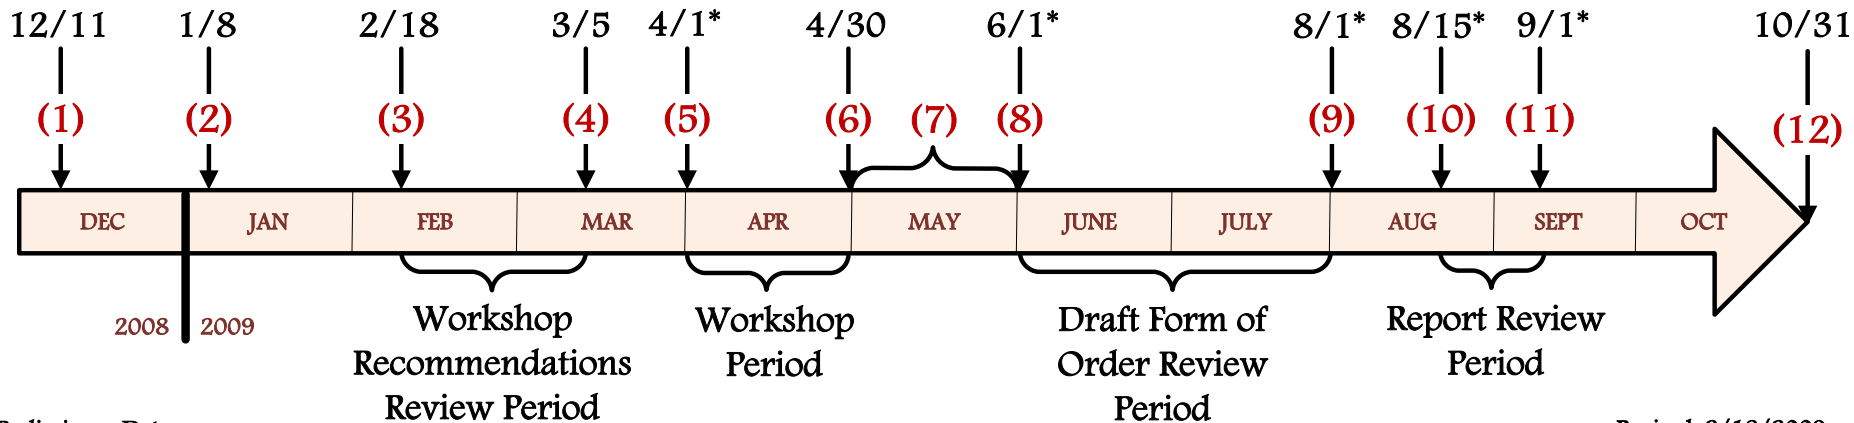 12/11 1/8 2/18 3/5 4/1* 4/30 6/1* 8/1* 8/15* 9/1* 10/31
(1) (2) (3) (4) (5) (6) (7) (8) (9) (10) (11) (12)
DEC JAN FEB MAR APR MAY JUNE JULY AUG SEPT OCT
2008 2009
Workshop
Recommendations
Review Period
Workshop
Period
Draft Form of
Order Review
Period
Report Review
Period